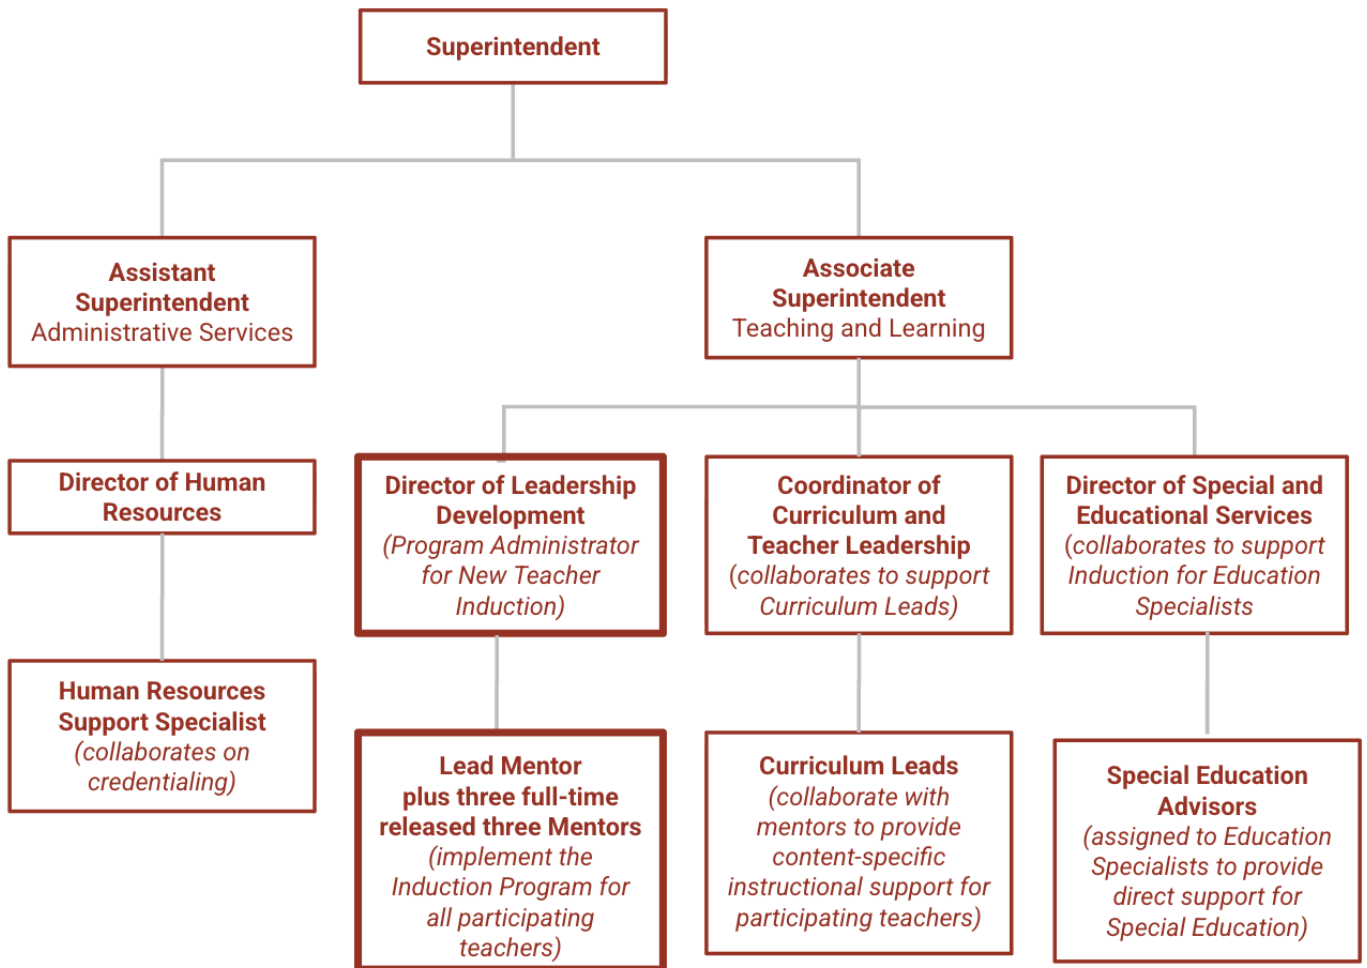 Superintendent
Assistant
Superintendent
Administrative Services
Associate
Superintendent
Teaching and Learning
Director of Human
Resources
Director of Leadership
Development
(Program Administrator
for New Teacher
Induction)
Coordinator of
Curriculum and
Teacher Leadership
(collaborates to support
Curriculum Leads)
Director of Special and
Educational Services
(collaborates to support
Induction for Education
Specialists
Human Resources
Support Specialist
(collaborates on
credentialing)
Lead Mentor
plus three full-time
released three Mentors
(implement the
Induction Program for
all participating
teachers)
Curriculum Leads
(collaborate with
mentors to provide
content-specific
instructional support for
participating teachers)
Special Education
Advisors
(assigned to Education
Specialists to provide
direct support for
Special Education)